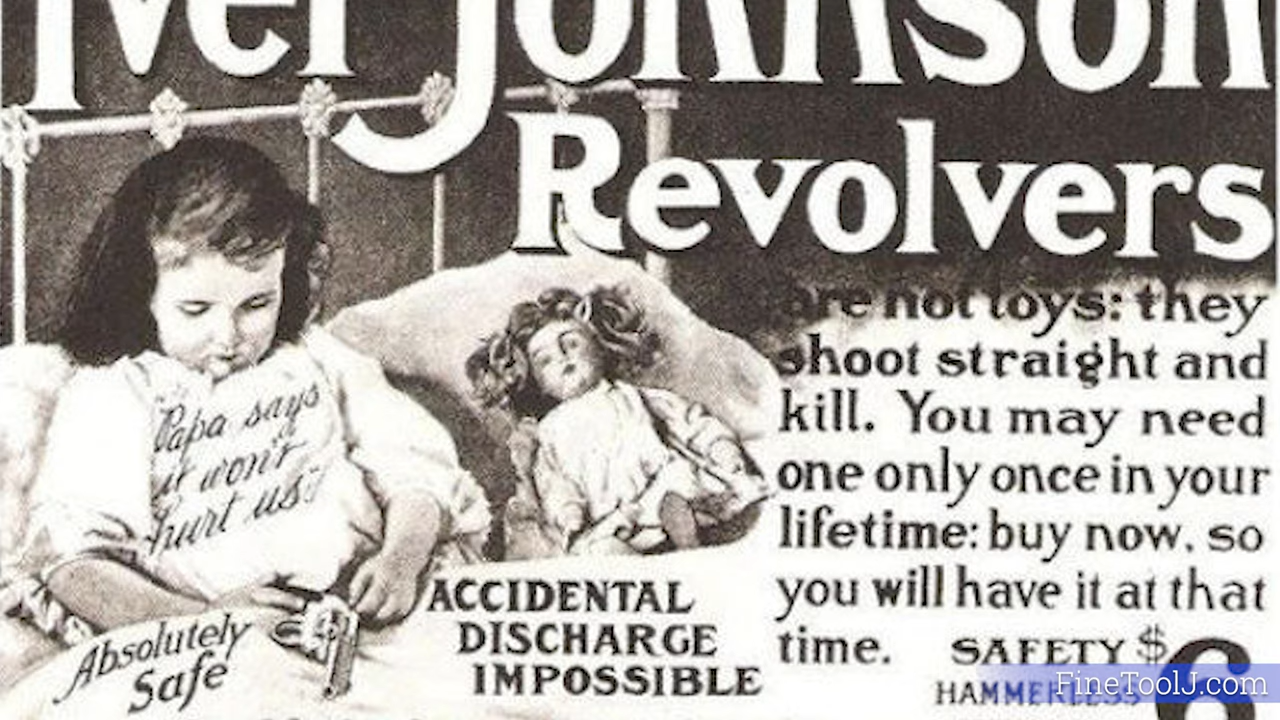 Iver Johnson
Revolvers
are not toys: they
shoot straight and
kill. You may need
one only once in your
lifetime: buy now, so
you will have it at that
time.
"Papa says
it won't
hurt us"
Absolutely
Safe
ACCIDENTAL
DISCHARGE
IMPOSSIBLE
SAFETY $6
HAMMERLESS
FineToolJ.com